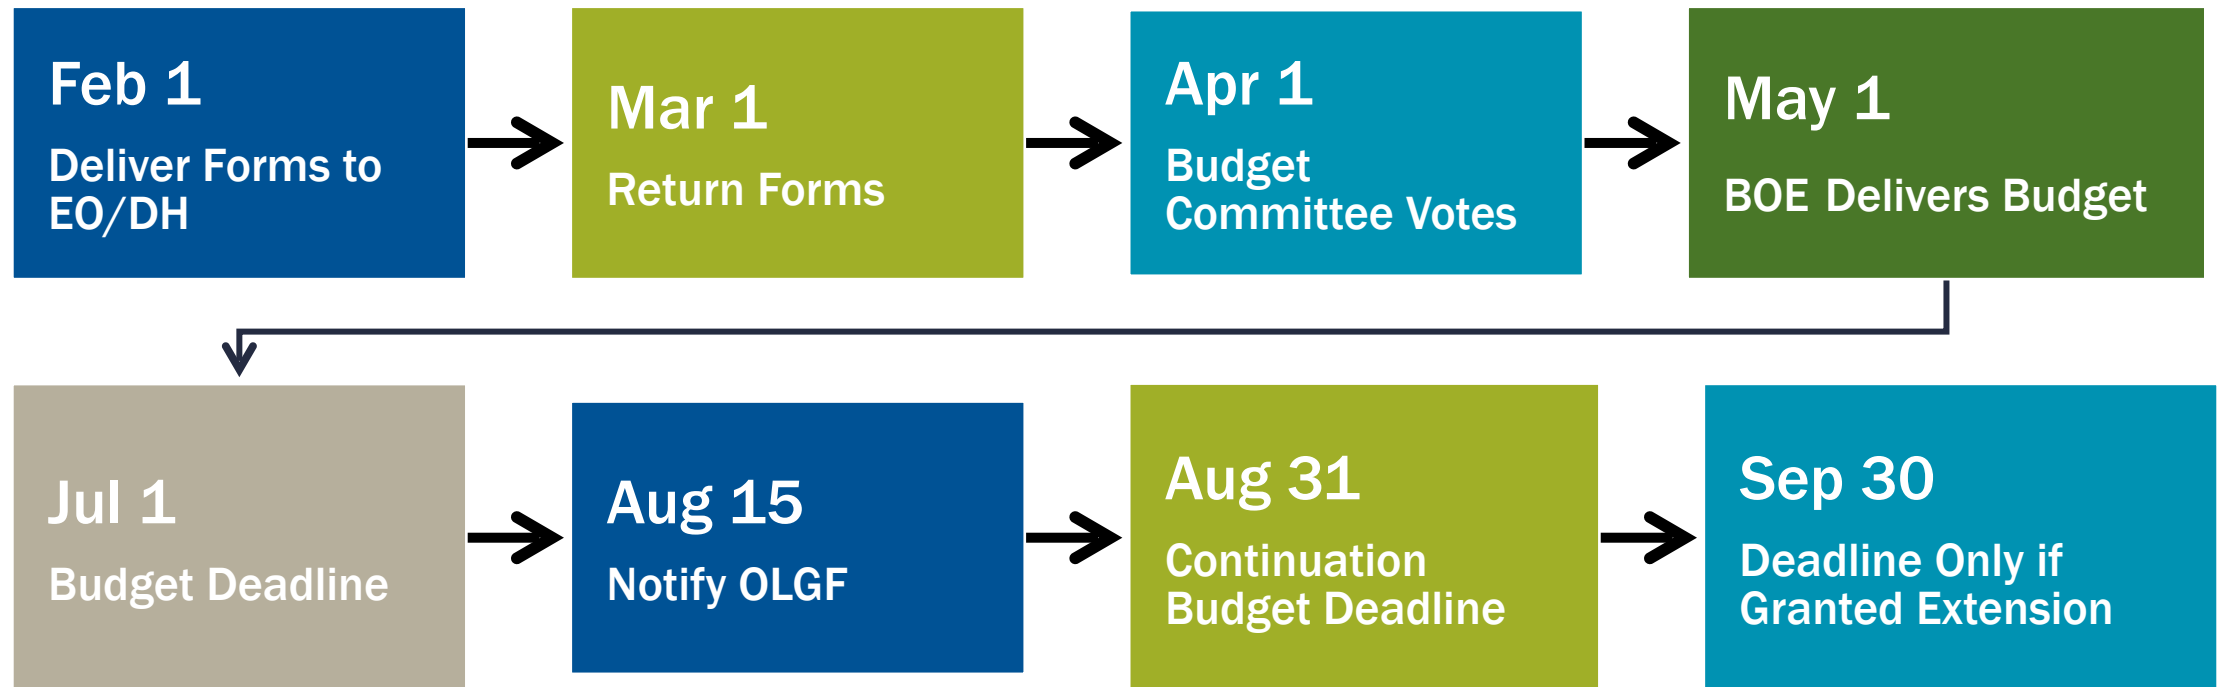 Feb 1
Deliver Forms to
EO/DH
Mar 1
Return Forms
Apr 1
Budget
Committee Votes
May 1
BOE Delivers Budget
Jul 1
Budget Deadline
Aug 15
Notify OLGF
Aug 31
Continuation
Budget Deadline
Sep 30
Deadline Only if
Granted Extension